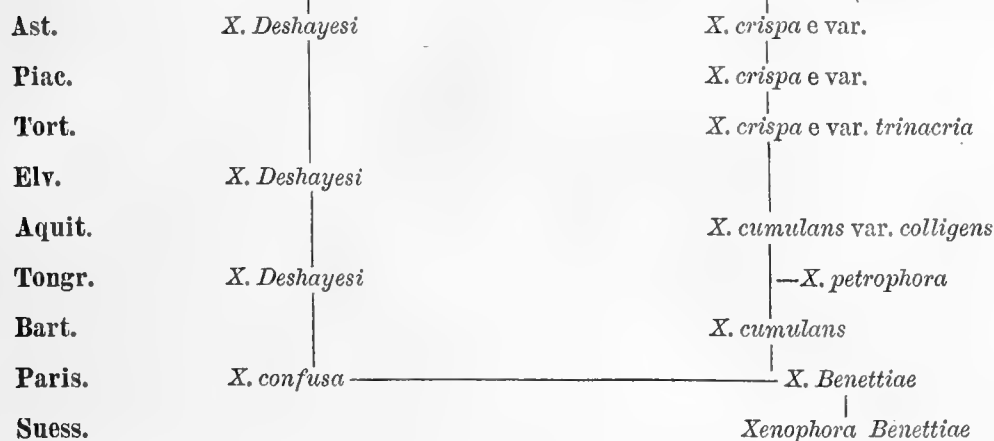 Ast. X. Deshayesi X. crispa e var.
Piac. X. crispa e var.
Tort. X. crispa e var. trinacria
Elv. X. Deshayesi
Aquit. X. cumulans var. colligens
Tongr. X. Deshayesi X. petrophora
Bart. X. cumulans
Paris. X. confusa X. Benettiae
Suess. Xenophora Benettiae